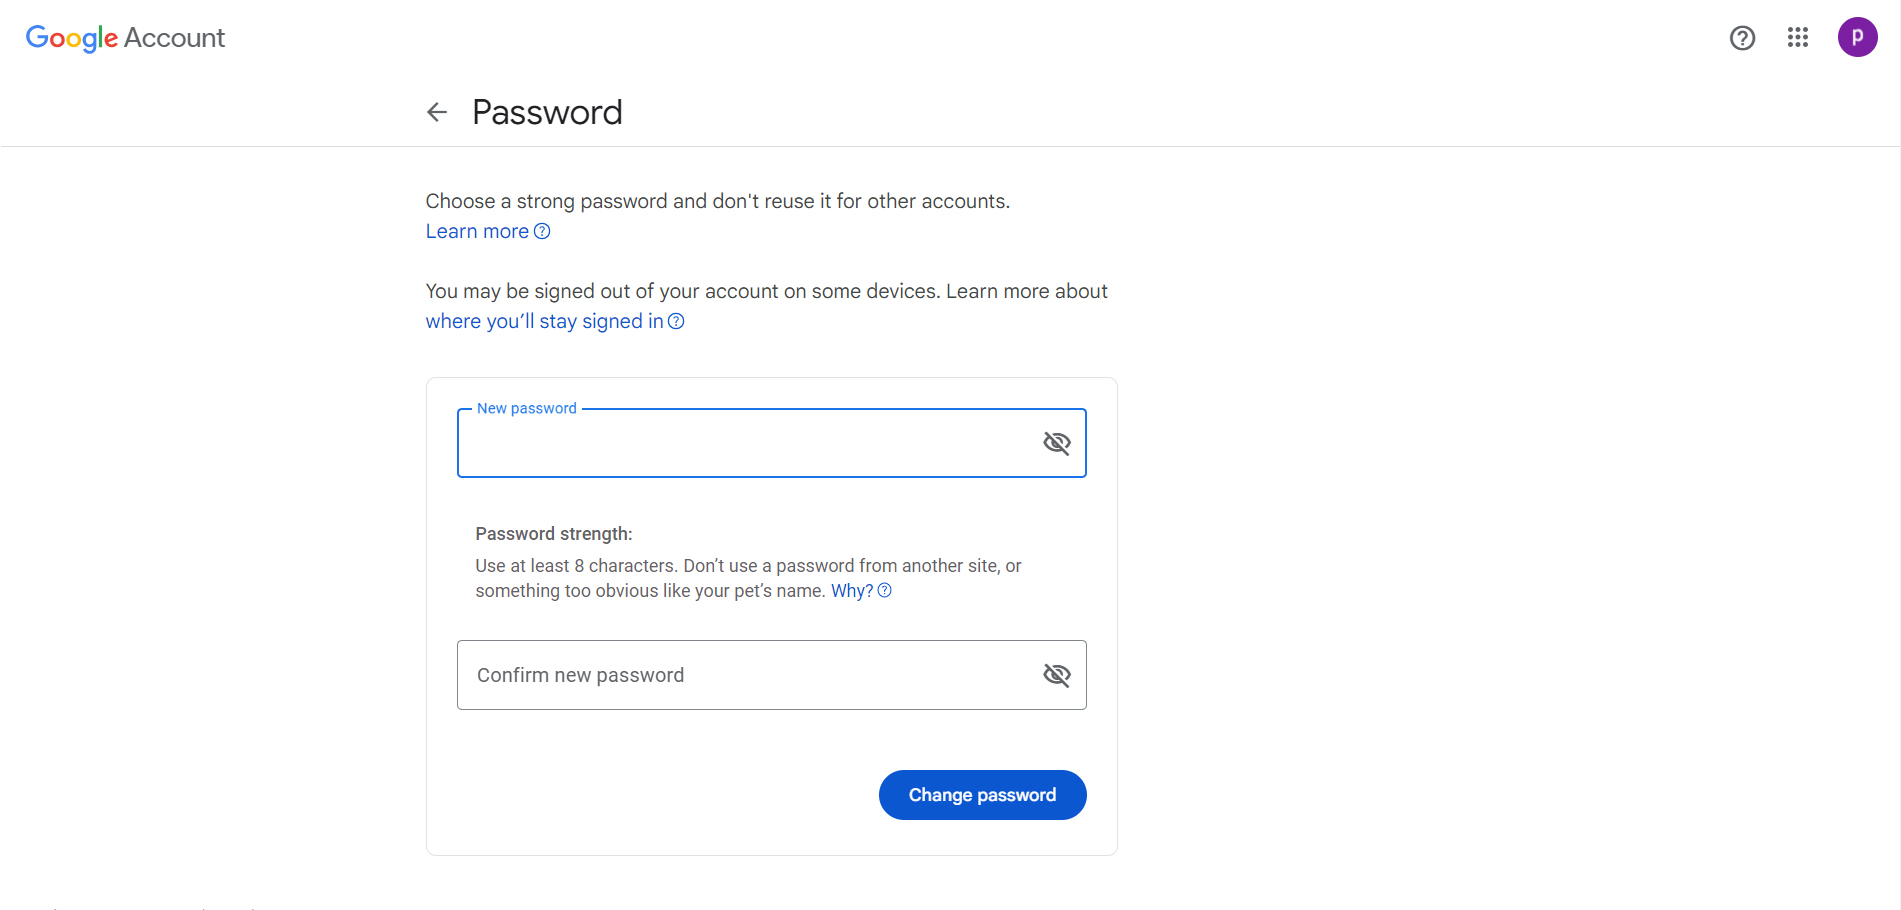 Google Account
p
Password
Choose a strong password and don't reuse it for other accounts.
Learn more
You may be signed out of your account on some devices. Learn more about
where you’ll stay signed in
New password
Password strength:
Use at least 8 characters. Don’t use a password from another site, or
something too obvious like your pet’s name. Why?
Confirm new password
Change password